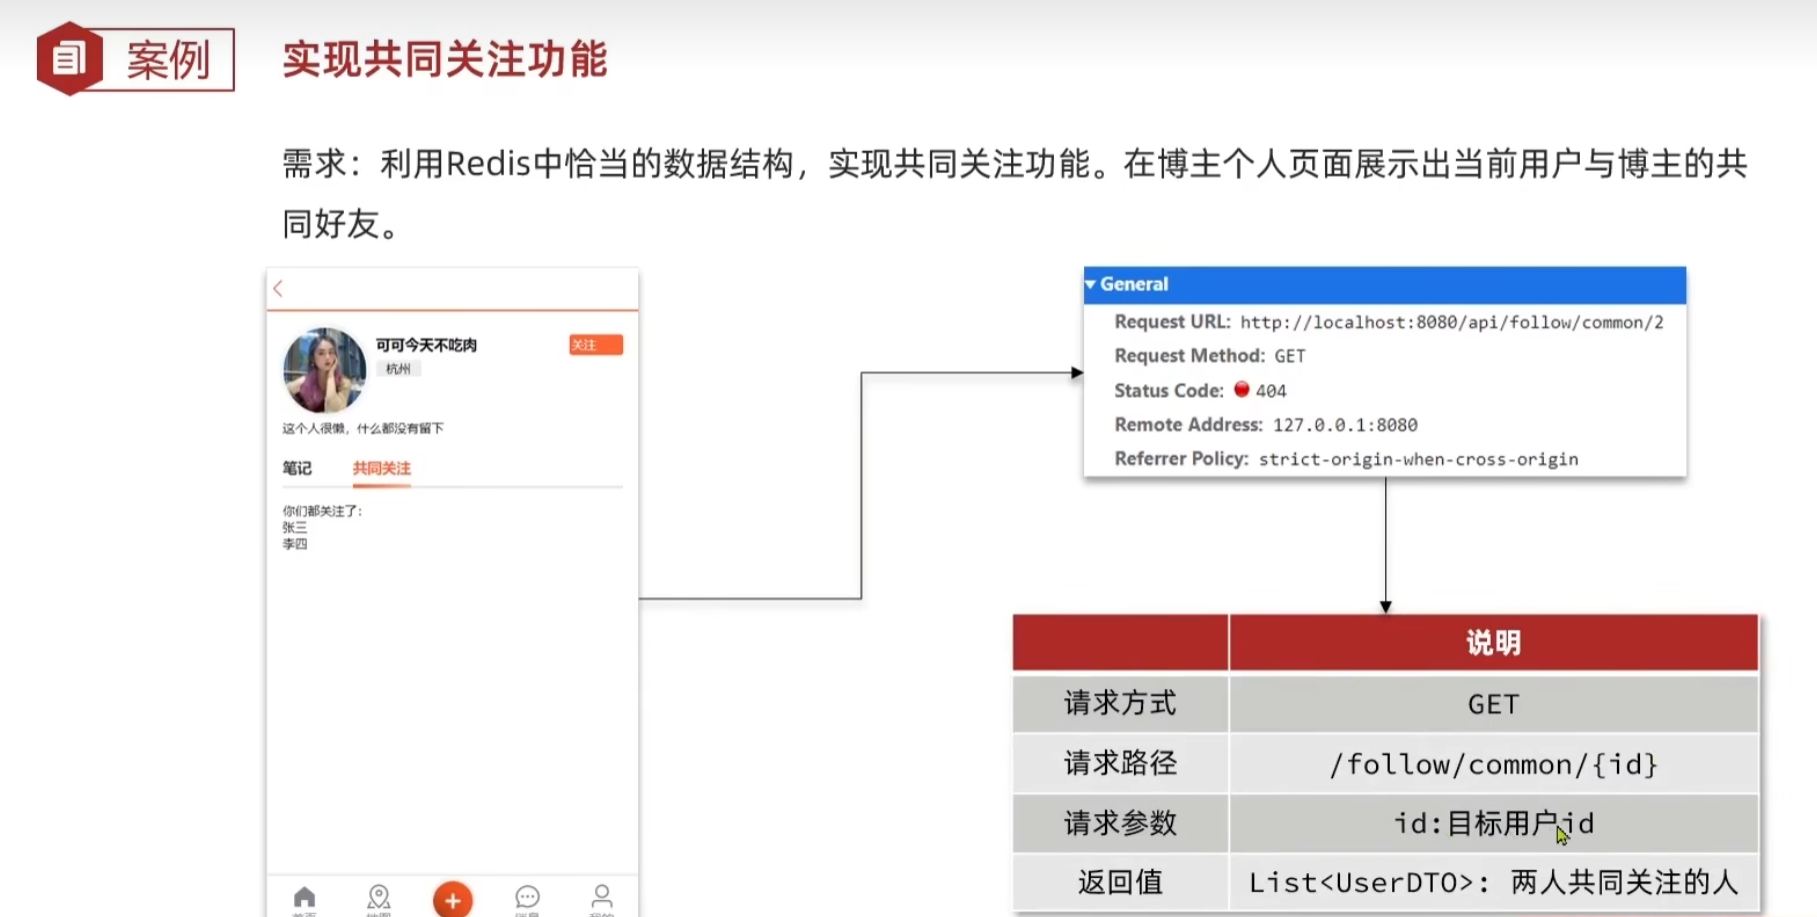 案例
实现共同关注功能
需求：利用Redis中恰当的数据结构，实现共同关注功能。在博主个人页面展示出当前用户与博主的共
同好友。
可可今天不吃肉
关注
杭州
这个人很懒，什么都没有留下
笔记 共同关注
你们都关注了：
张三
李四
General
Request URL: http://localhost:8080/api/follow/common/2
Request Method: GET
Status Code: 404
Remote Address: 127.0.0.1:8080
Referrer Policy: strict-origin-when-cross-origin
说明
请求方式 GET
请求路径 /follow/common/{id}
请求参数 id:目标用户id
返回值 List<UserDTO>: 两人共同关注的人